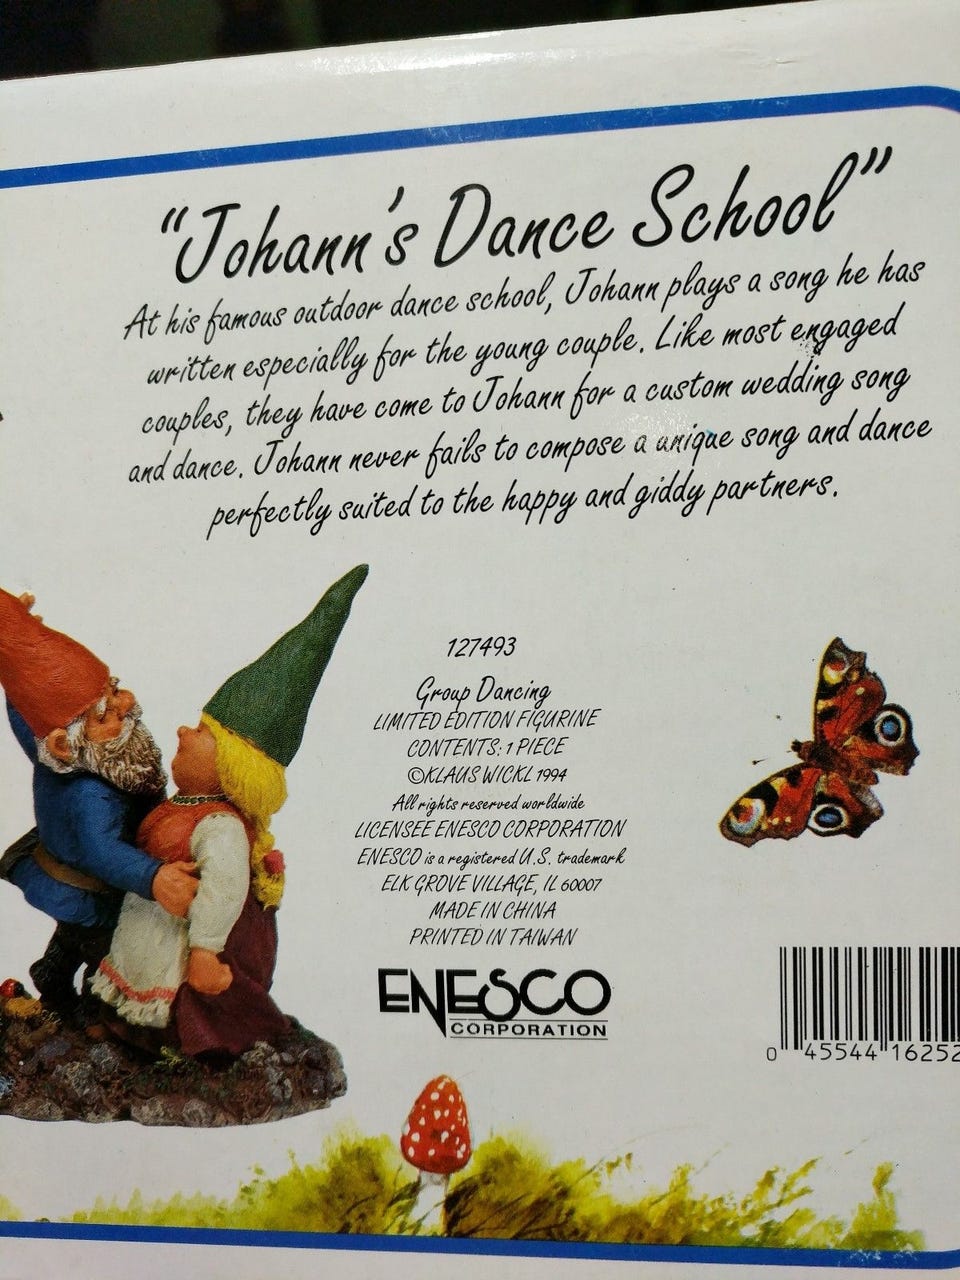 "Johann's Dance School"
At his famous outdoor dance school, Johann plays a song he has
written especially for the young couple. Like most engaged
couples, they have come to Johann for a custom wedding song
and dance. Johann never fails to compose a unique song and dance
perfectly suited to the happy and giddy partners.
127493
Group Dancing
LIMITED EDITION FIGURINE
CONTENTS: 1 PIECE
©KLAUS WICKL 1994
All rights reserved worldwide
LICENSEE ENESCO CORPORATION
ENESCO is a registered U.S. trademark
ELK GROVE VILLAGE, IL 60007
MADE IN CHINA
PRINTED IN TAIWAN
ENESCO
CORPORATION
0 45544 16252